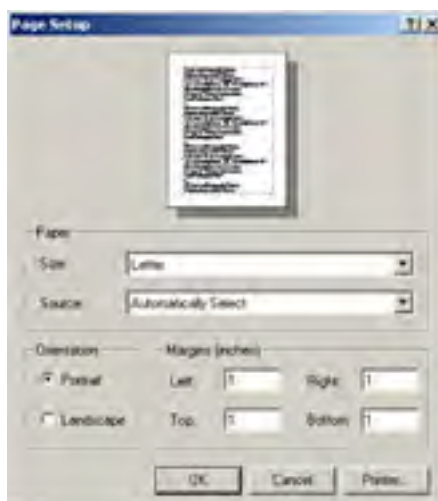 Page Setup
Paper
Size: Letter
Source: Automatically Select
Orientation Margins (inches)
Portrait Left: 1 Right: 1
Landscape Top: 1 Bottom: 1
OK Cancel Printer...